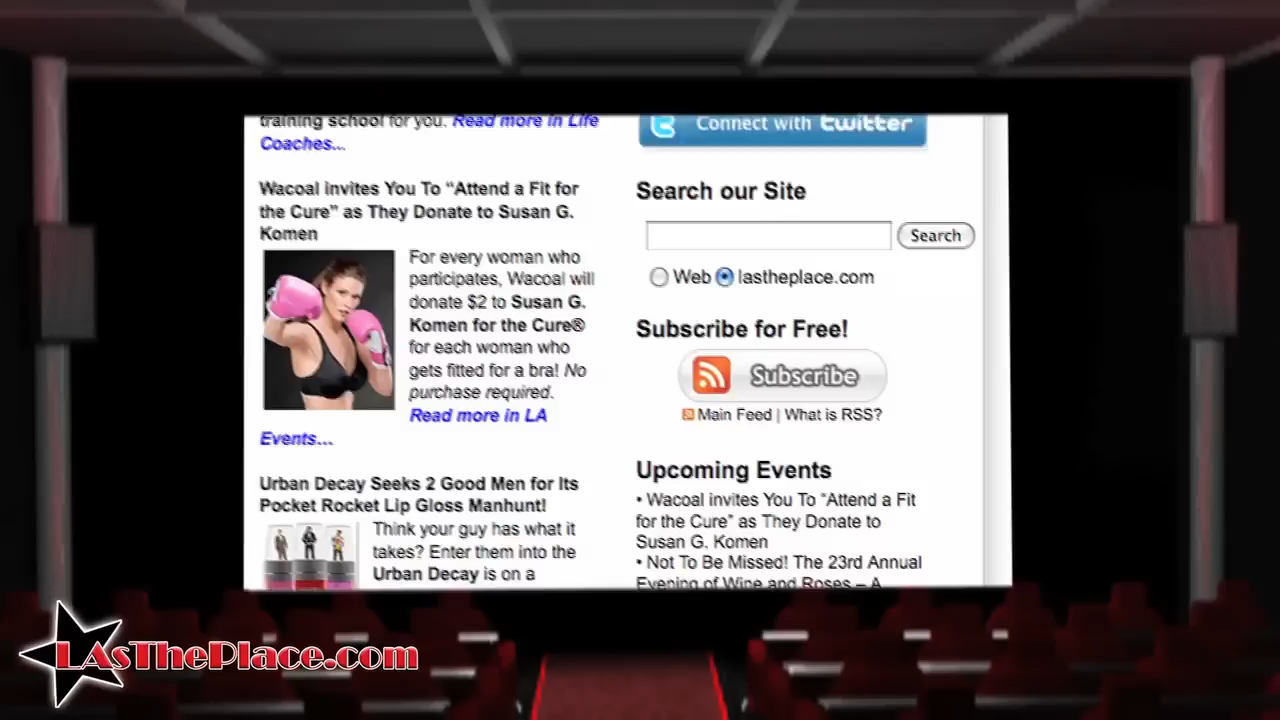 training school for you. Read more in Life
Coaches...
Wacoal invites You To “Attend a Fit for
the Cure” as They Donate to Susan G.
Komen
For every woman who
participates, Wacoal will
donate $2 to Susan G.
Komen for the Cure®
for each woman who
gets fitted for a bra! No
purchase required.
Read more in LA
Events...
Urban Decay Seeks 2 Good Men for Its
Pocket Rocket Lip Gloss Manhunt!
Think your guy has what it
takes? Enter them into the
Urban Decay is on a
Connect with twitter
Search our Site
Search
Web lastheplace.com
Subscribe for Free!
Subscribe
Main Feed | What is RSS?
Upcoming Events
• Wacoal invites You To “Attend a Fit
for the Cure” as They Donate to
Susan G. Komen
• Not To Be Missed! The 23rd Annual
Evening of Wine and Roses – A
LAsThePlace.com